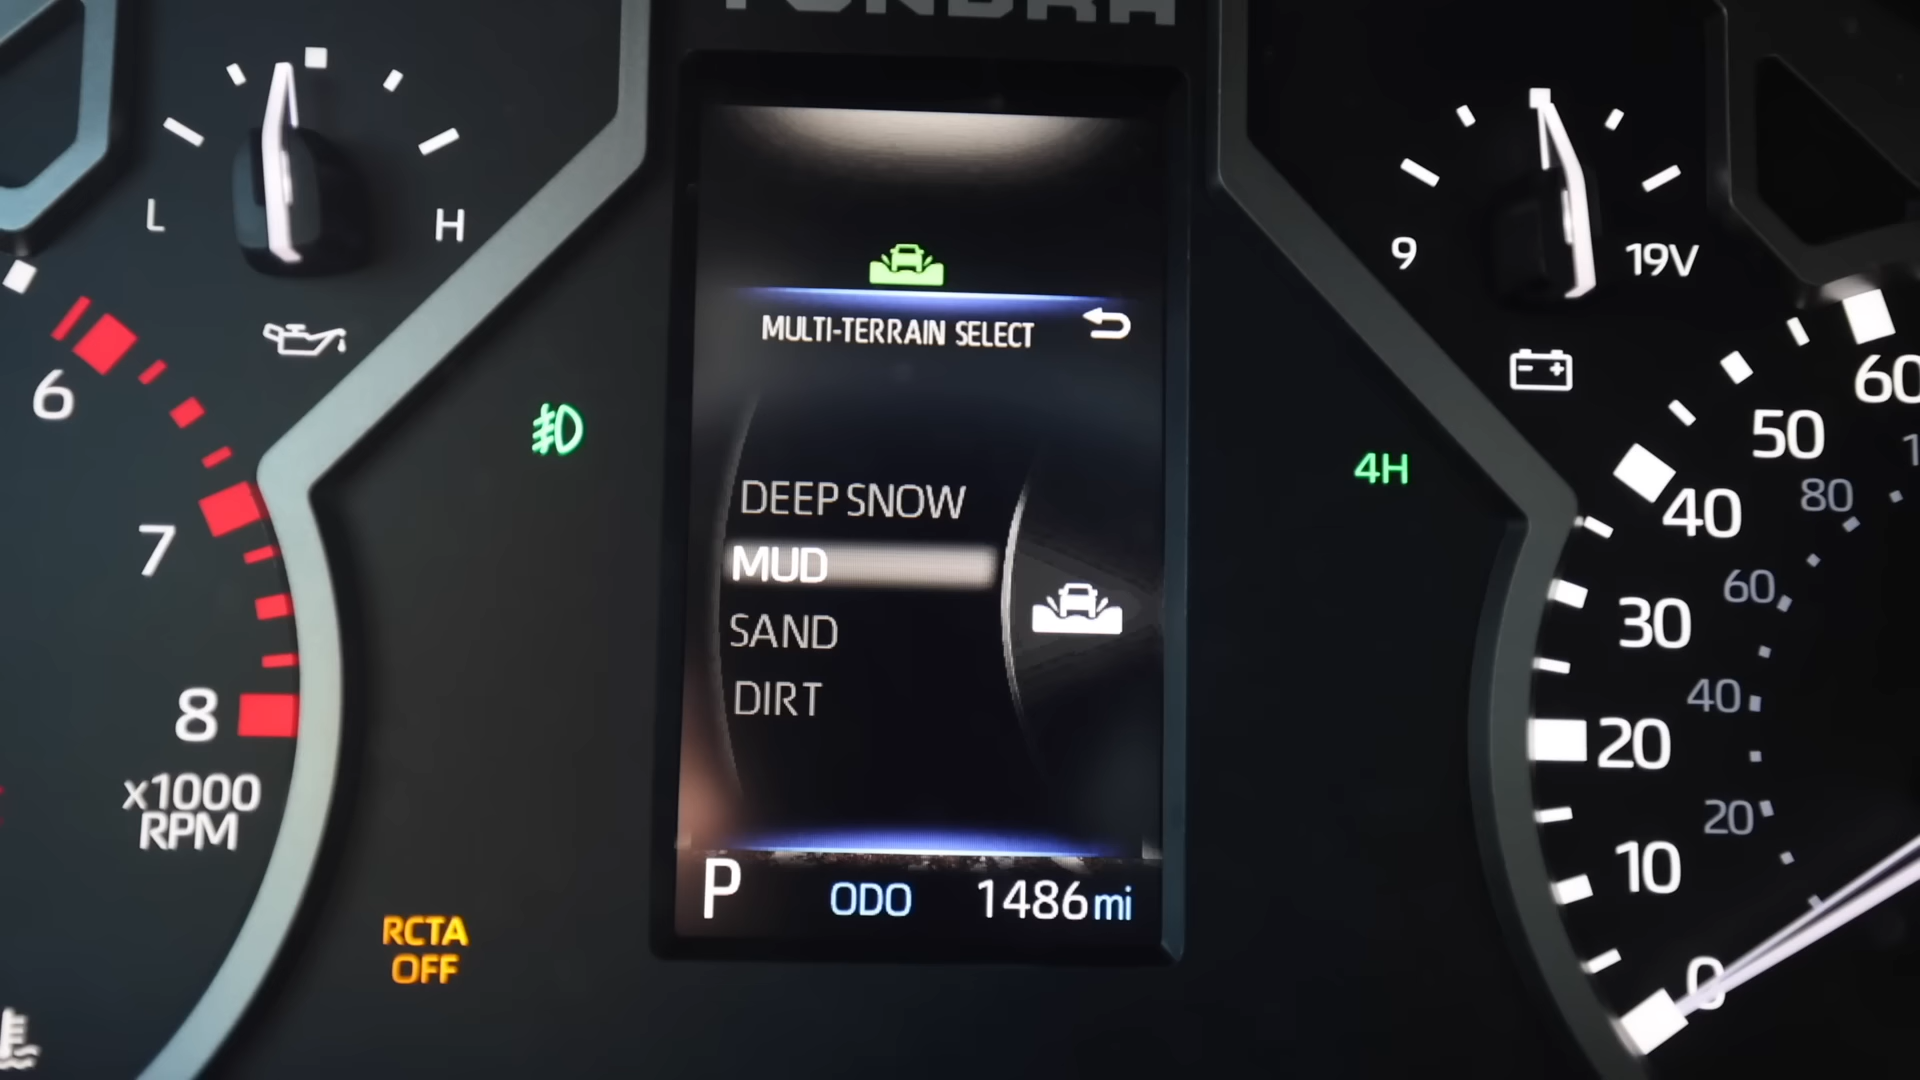 TUNDRA
L
H
9
19V
6
7
8
x1000
RPM
MULTI-TERRAIN SELECT
DEEP SNOW
MUD
SAND
DIRT
P ODO 1486 mi
RCTA
OFF
4H
60
50
40
30
20
10
0
80
60
40
20